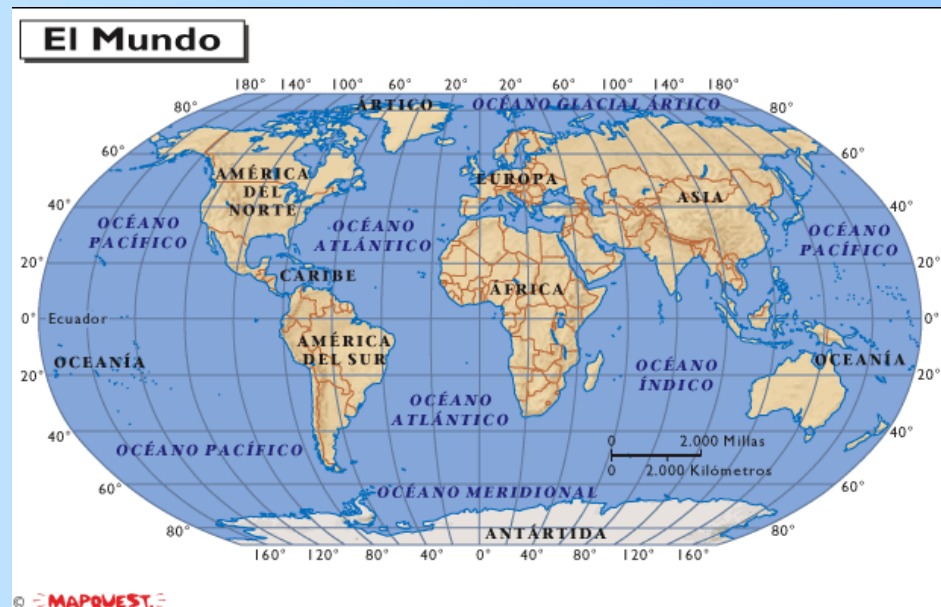 El Mundo
180° 140° 100° 60° 20° 20° 60° 100° 140° 180°
80° ÁRTICO OCÉANO GLACIAL ÁRTICO 80°
60° 60°
AMÉRICA
DEL
NORTE
EUROPA
ASIA
40° 40°
OCÉANO
PACÍFICO
OCÉANO
ATLÁNTICO
OCÉANO
PACÍFICO
20° 20°
CARIBE
ÁFRICA
0° Ecuador 0°
AMÉRICA
DEL SUR
OCEANÍA
OCEANÍA
20° 20°
OCÉANO
ÍNDICO
OCÉANO
ATLÁNTICO
40° 40°
OCÉANO PACÍFICO
0 2.000 Millas
0 2.000 Kilómetros
60° 60°
OCÉANO MERIDIONAL
80° 80°
ANTÁRTIDA
160° 120° 80° 40° 0° 40° 80° 120° 160°
© MAPQUEST.